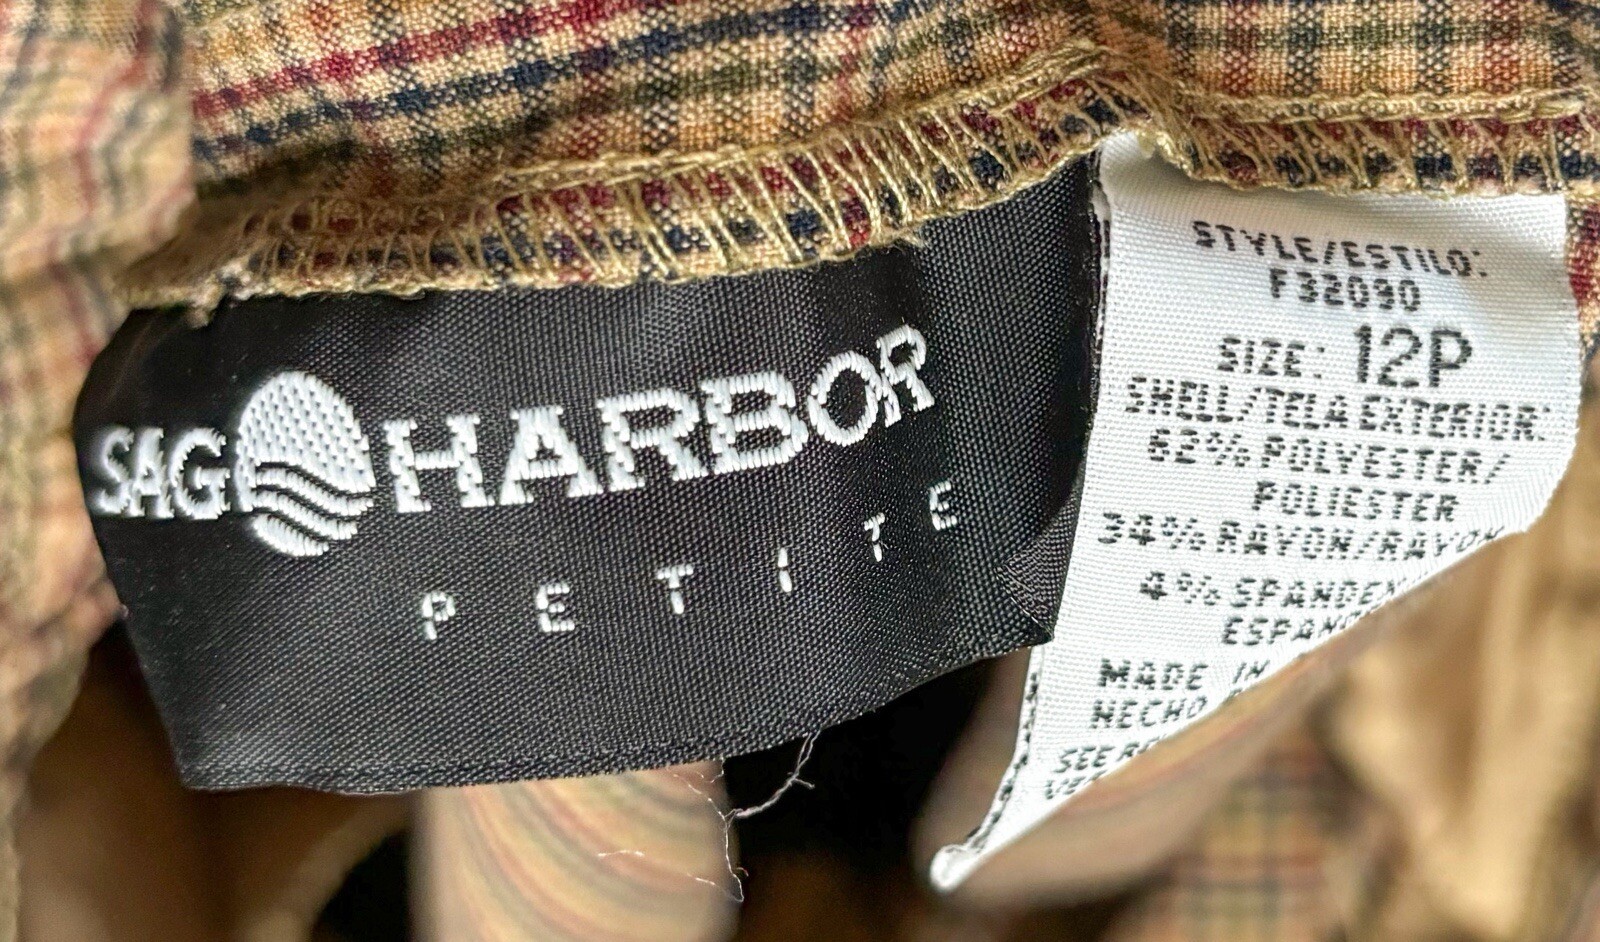 SAG HARBOR
PETITE
STYLE/ESTILO:
F32090
SIZE: 12P
SHELL/TELA EXTERIOR:
62% POLYESTER/
POLIESTER
34% RAYON/RAYON
4% SPANDEX
MADE IN
HECHO
SEE